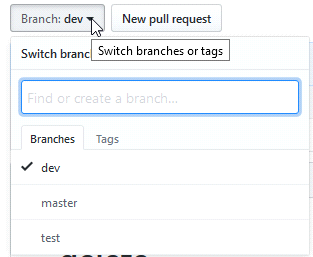 Branch: dev New pull request
Switch branches or tags
Switch branc
Find or create a branch...
Branches Tags
dev
master
test